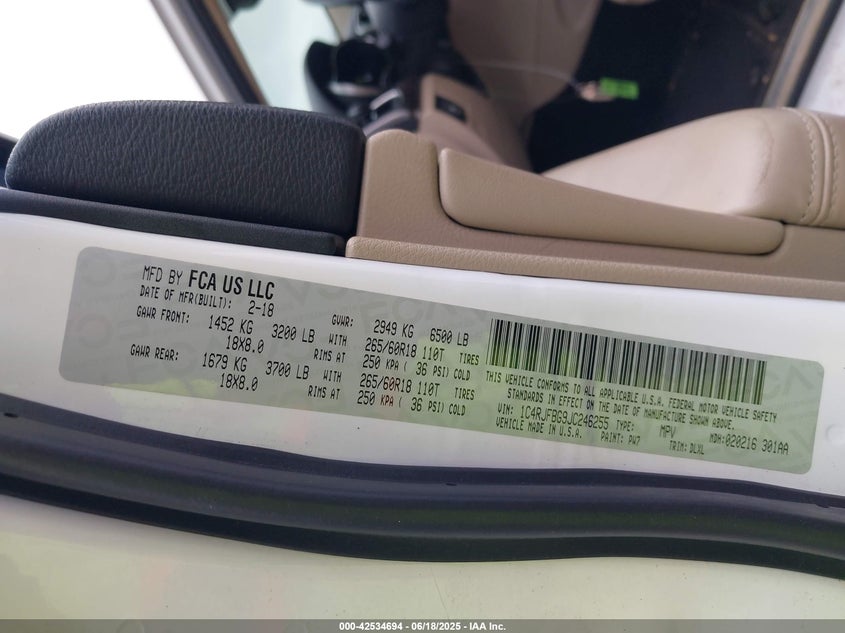 MFD BY FCA US LLC
DATE OF MFR(BUILT): 2-18
GVWR: 2949 KG 6500 LB
GAWR FRONT: 1452 KG 3200 LB WITH 265/60R18 110T TIRES
18X8.0 RIMS AT 250 KPA ( 36 PSI) COLD
GAWR REAR: 1679 KG 3700 LB WITH 265/60R18 110T TIRES
18X8.0 RIMS AT 250 KPA ( 36 PSI) COLD
THIS VEHICLE CONFORMS TO ALL APPLICABLE U.S.A. FEDERAL MOTOR VEHICLE SAFETY
STANDARDS IN EFFECT ON THE DATE OF MANUFACTURE SHOWN ABOVE.
VIN: 1C4RJFBG9JC246255 TYPE: MPV MDH:020216 301AA
VEHICLE MADE IN U.S.A. PAINT: PW7 TRIM: DLXL
000-42534694 - 06/18/2025 - IAA Inc.